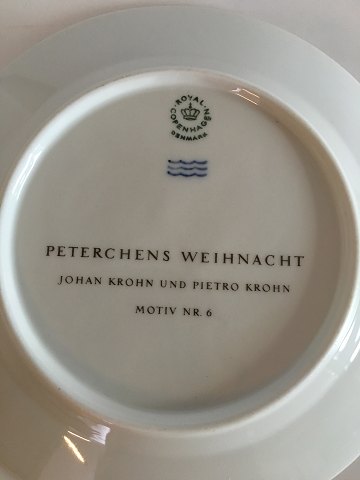 ROYAL
COPENHAGEN
DENMARK
PETERCHENS WEIHNACHT
JOHAN KROHN UND PIETRO KROHN
MOTIV NR. 6